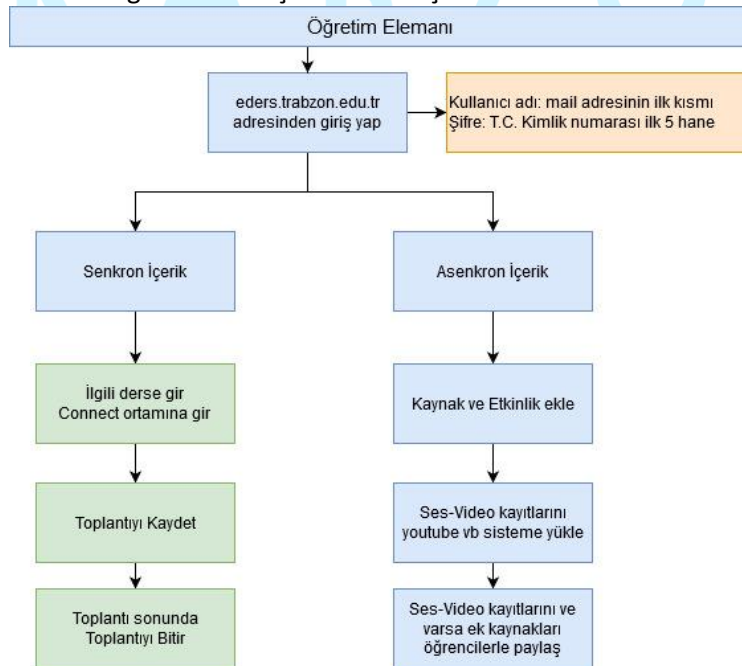 Öğretim Elemanı
eders.trabzon.edu.tr
adresinden giriş yap
Kullanıcı adı: mail adresinin ilk kısmı
Şifre: T.C. Kimlik numarası ilk 5 hane
Senkron İçerik
Asenkron İçerik
İlgili derse gir
Connect ortamına gir
Kaynak ve Etkinlik ekle
Toplantıyı Kaydet
Ses-Video kayıtlarını
youtube vb sisteme yükle
Toplantı sonunda
Toplantıyı Bitir
Ses-Video kayıtlarını ve
varsa ek kaynakları
öğrencilerle paylaş